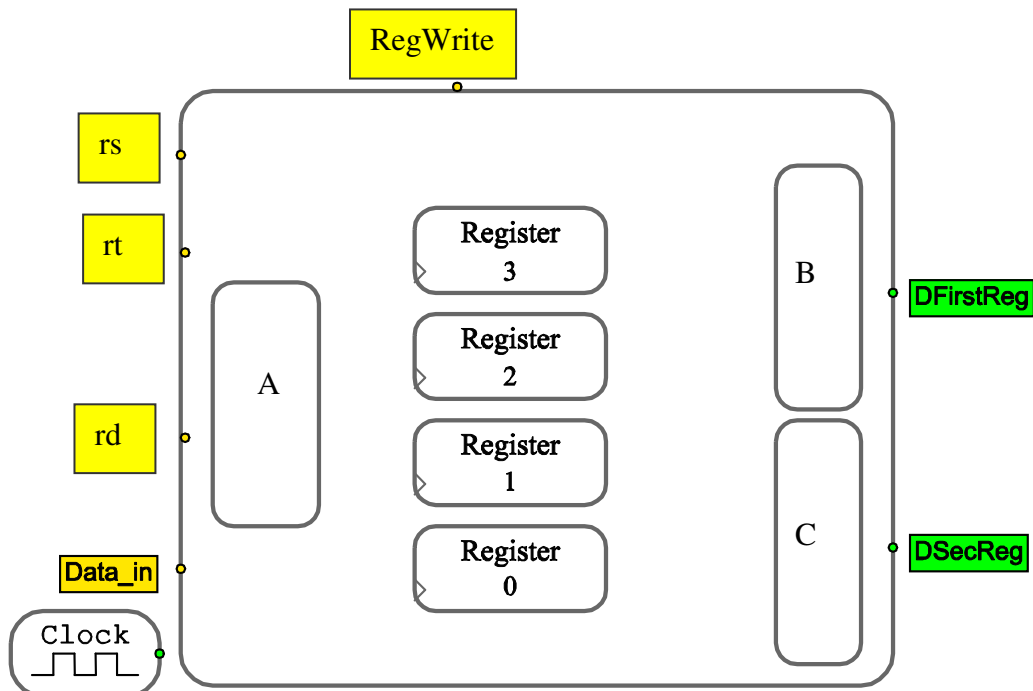 RegWrite
rs
rt
Register
3
B
DFirstReg
Register
2
A
rd
Register
1
C
DSecReg
Data_in
Register
0
Clock